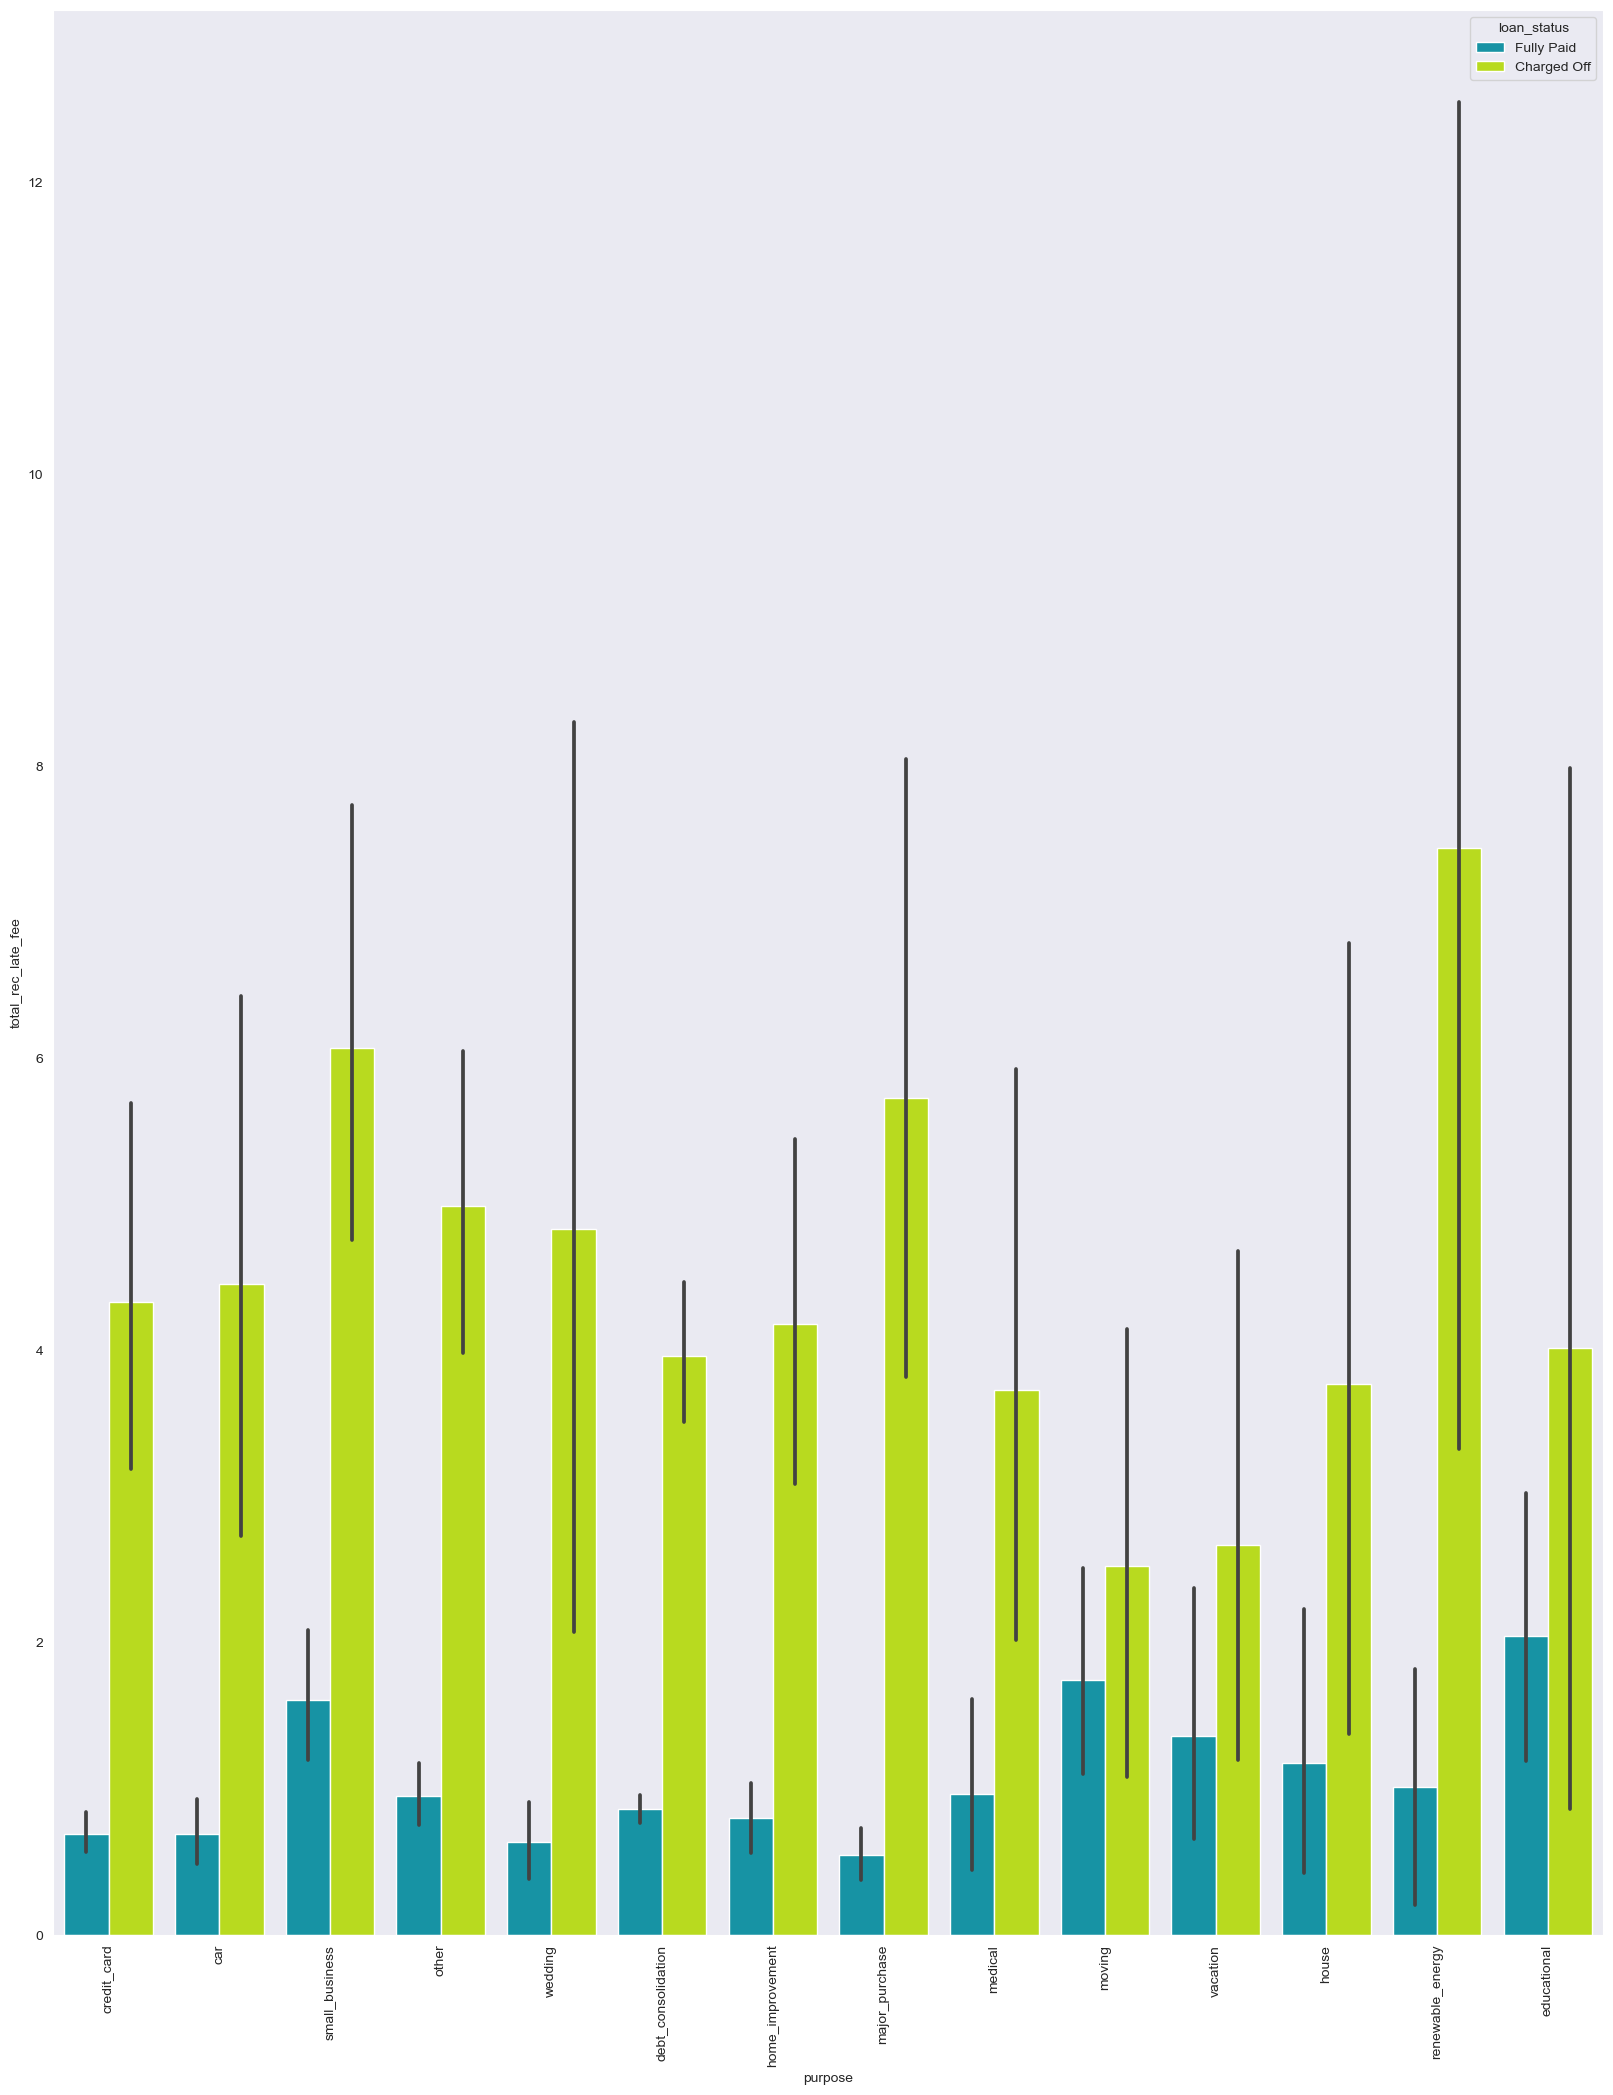 loan_status
Fully Paid
Charged Off
12
10
8
6
4
2
0
total_rec_late_fee
credit_card
car
small_business
other
wedding
debt_consolidation
home_improvement
major_purchase
medical
moving
vacation
house
renewable_energy
educational
purpose